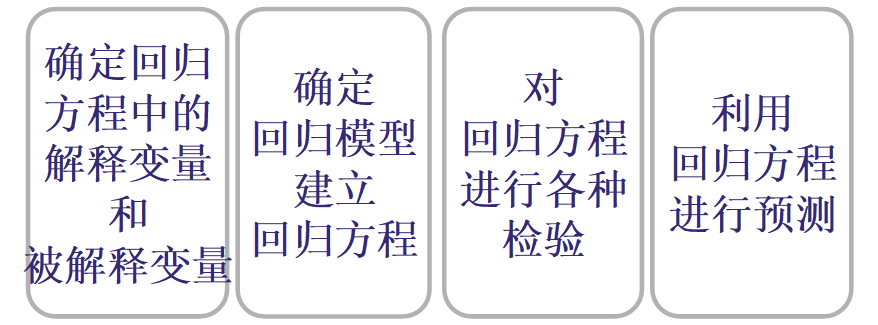 确定回归
方程中的
解释变量
和
被解释变量
确定
回归模型
建立
回归方程
对
回归方程
进行各种
检验
利用
回归方程
进行预测